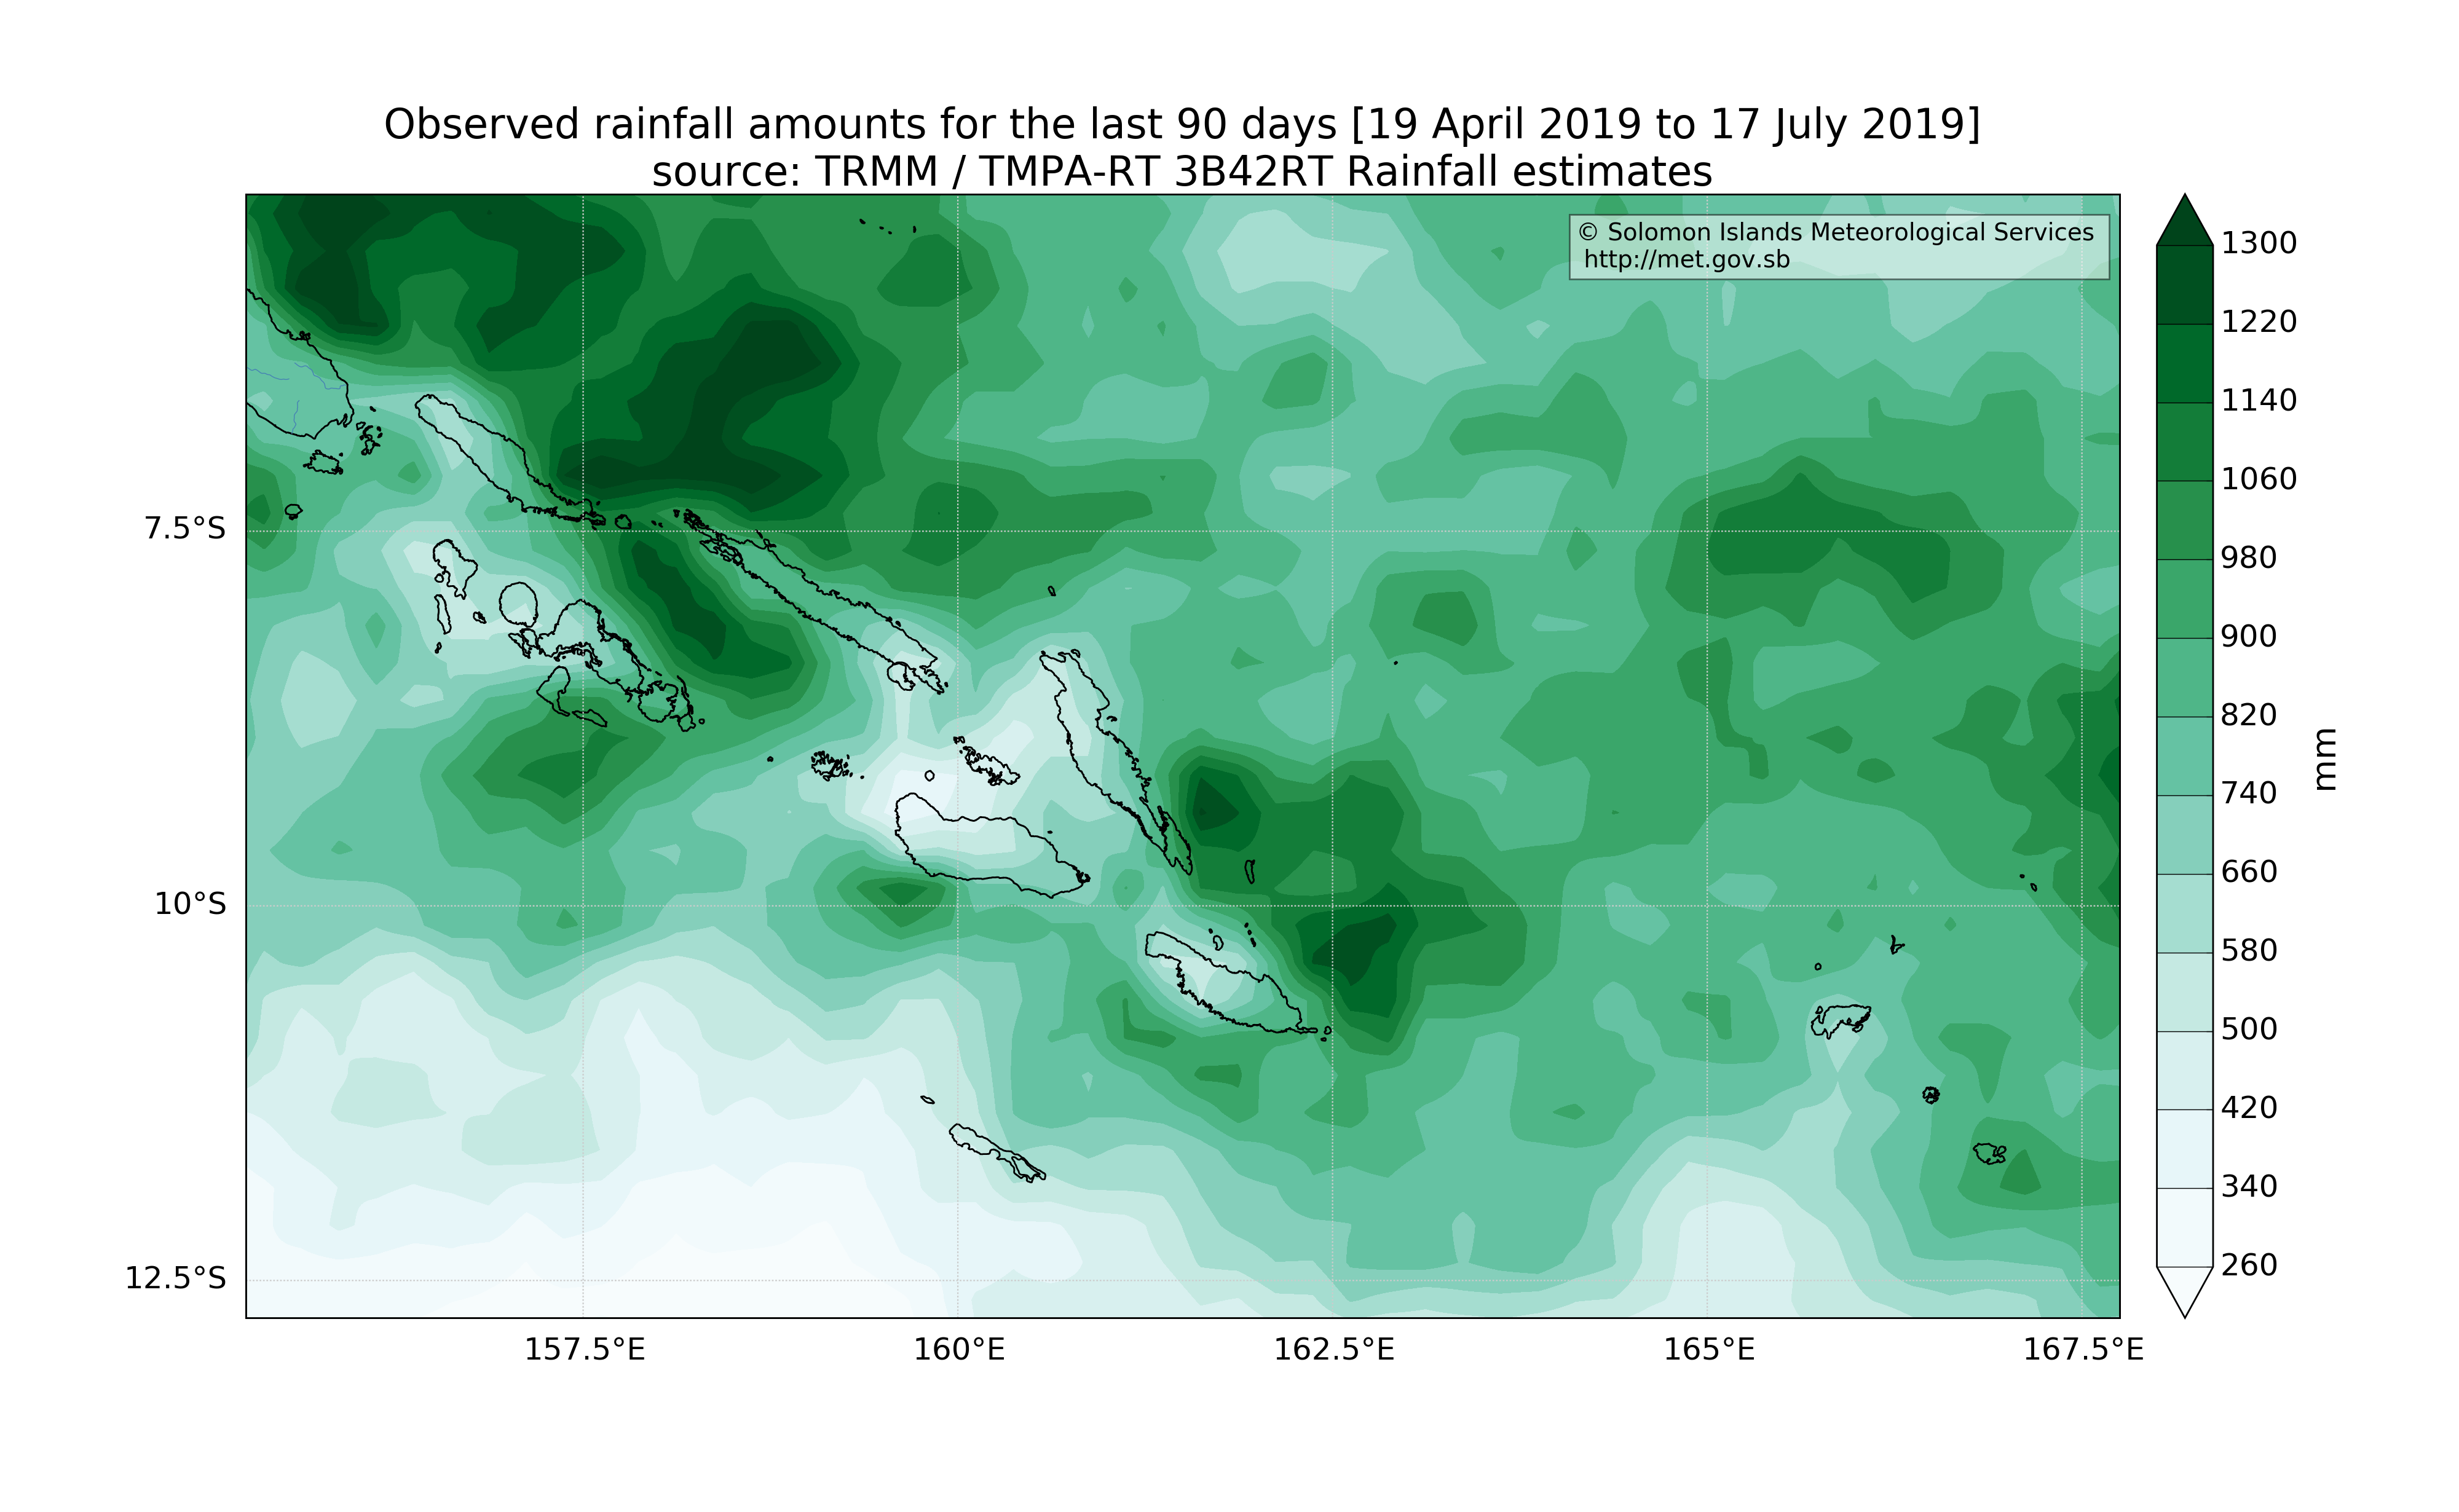 Observed rainfall amounts for the last 90 days [19 April 2019 to 17 July 2019]
source: TRMM / TMPA-RT 3B42RT Rainfall estimates
© Solomon Islands Meteorological Services
http://met.gov.sb
7.5°S
10°S
12.5°S
157.5°E
160°E
162.5°E
165°E
167.5°E
1300
1220
1140
1060
980
900
820
740
660
580
500
420
340
260
mm